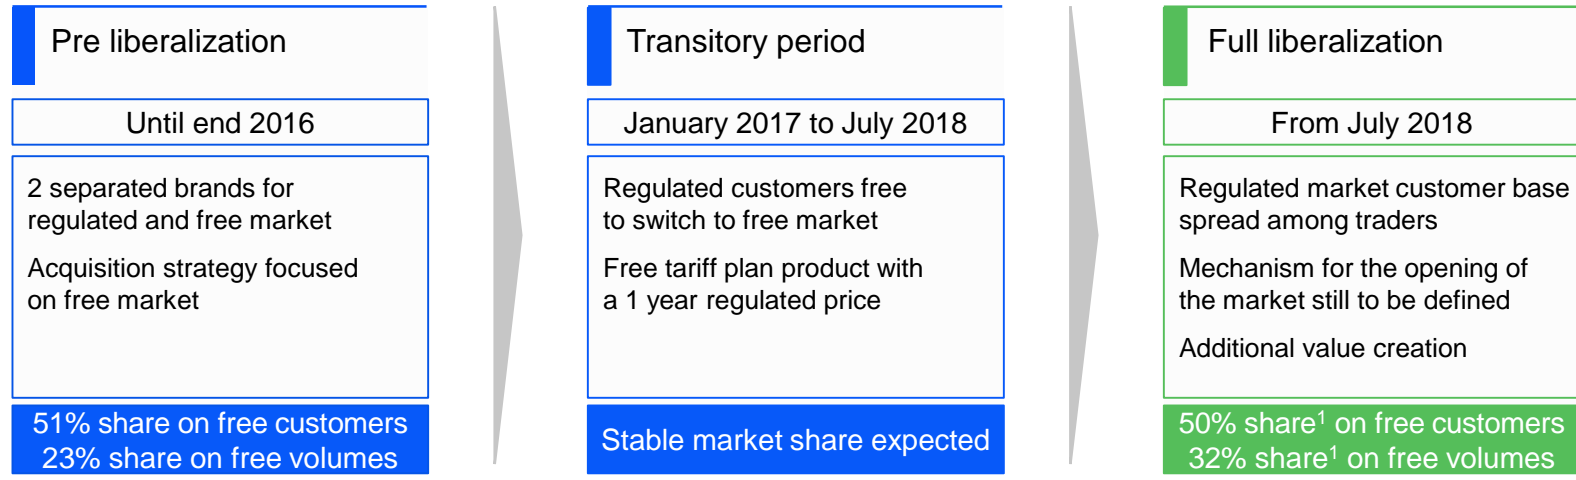 Pre liberalization
Until end 2016
2 separated brands for
regulated and free market
Acquisition strategy focused
on free market
51% share on free customers
23% share on free volumes
Transitory period
January 2017 to July 2018
Regulated customers free
to switch to free market
Free tariff plan product with
a 1 year regulated price
Stable market share expected
Full liberalization
From July 2018
Regulated market customer base
spread among traders
Mechanism for the opening of
the market still to be defined
Additional value creation
50% share¹ on free customers
32% share¹ on free volumes